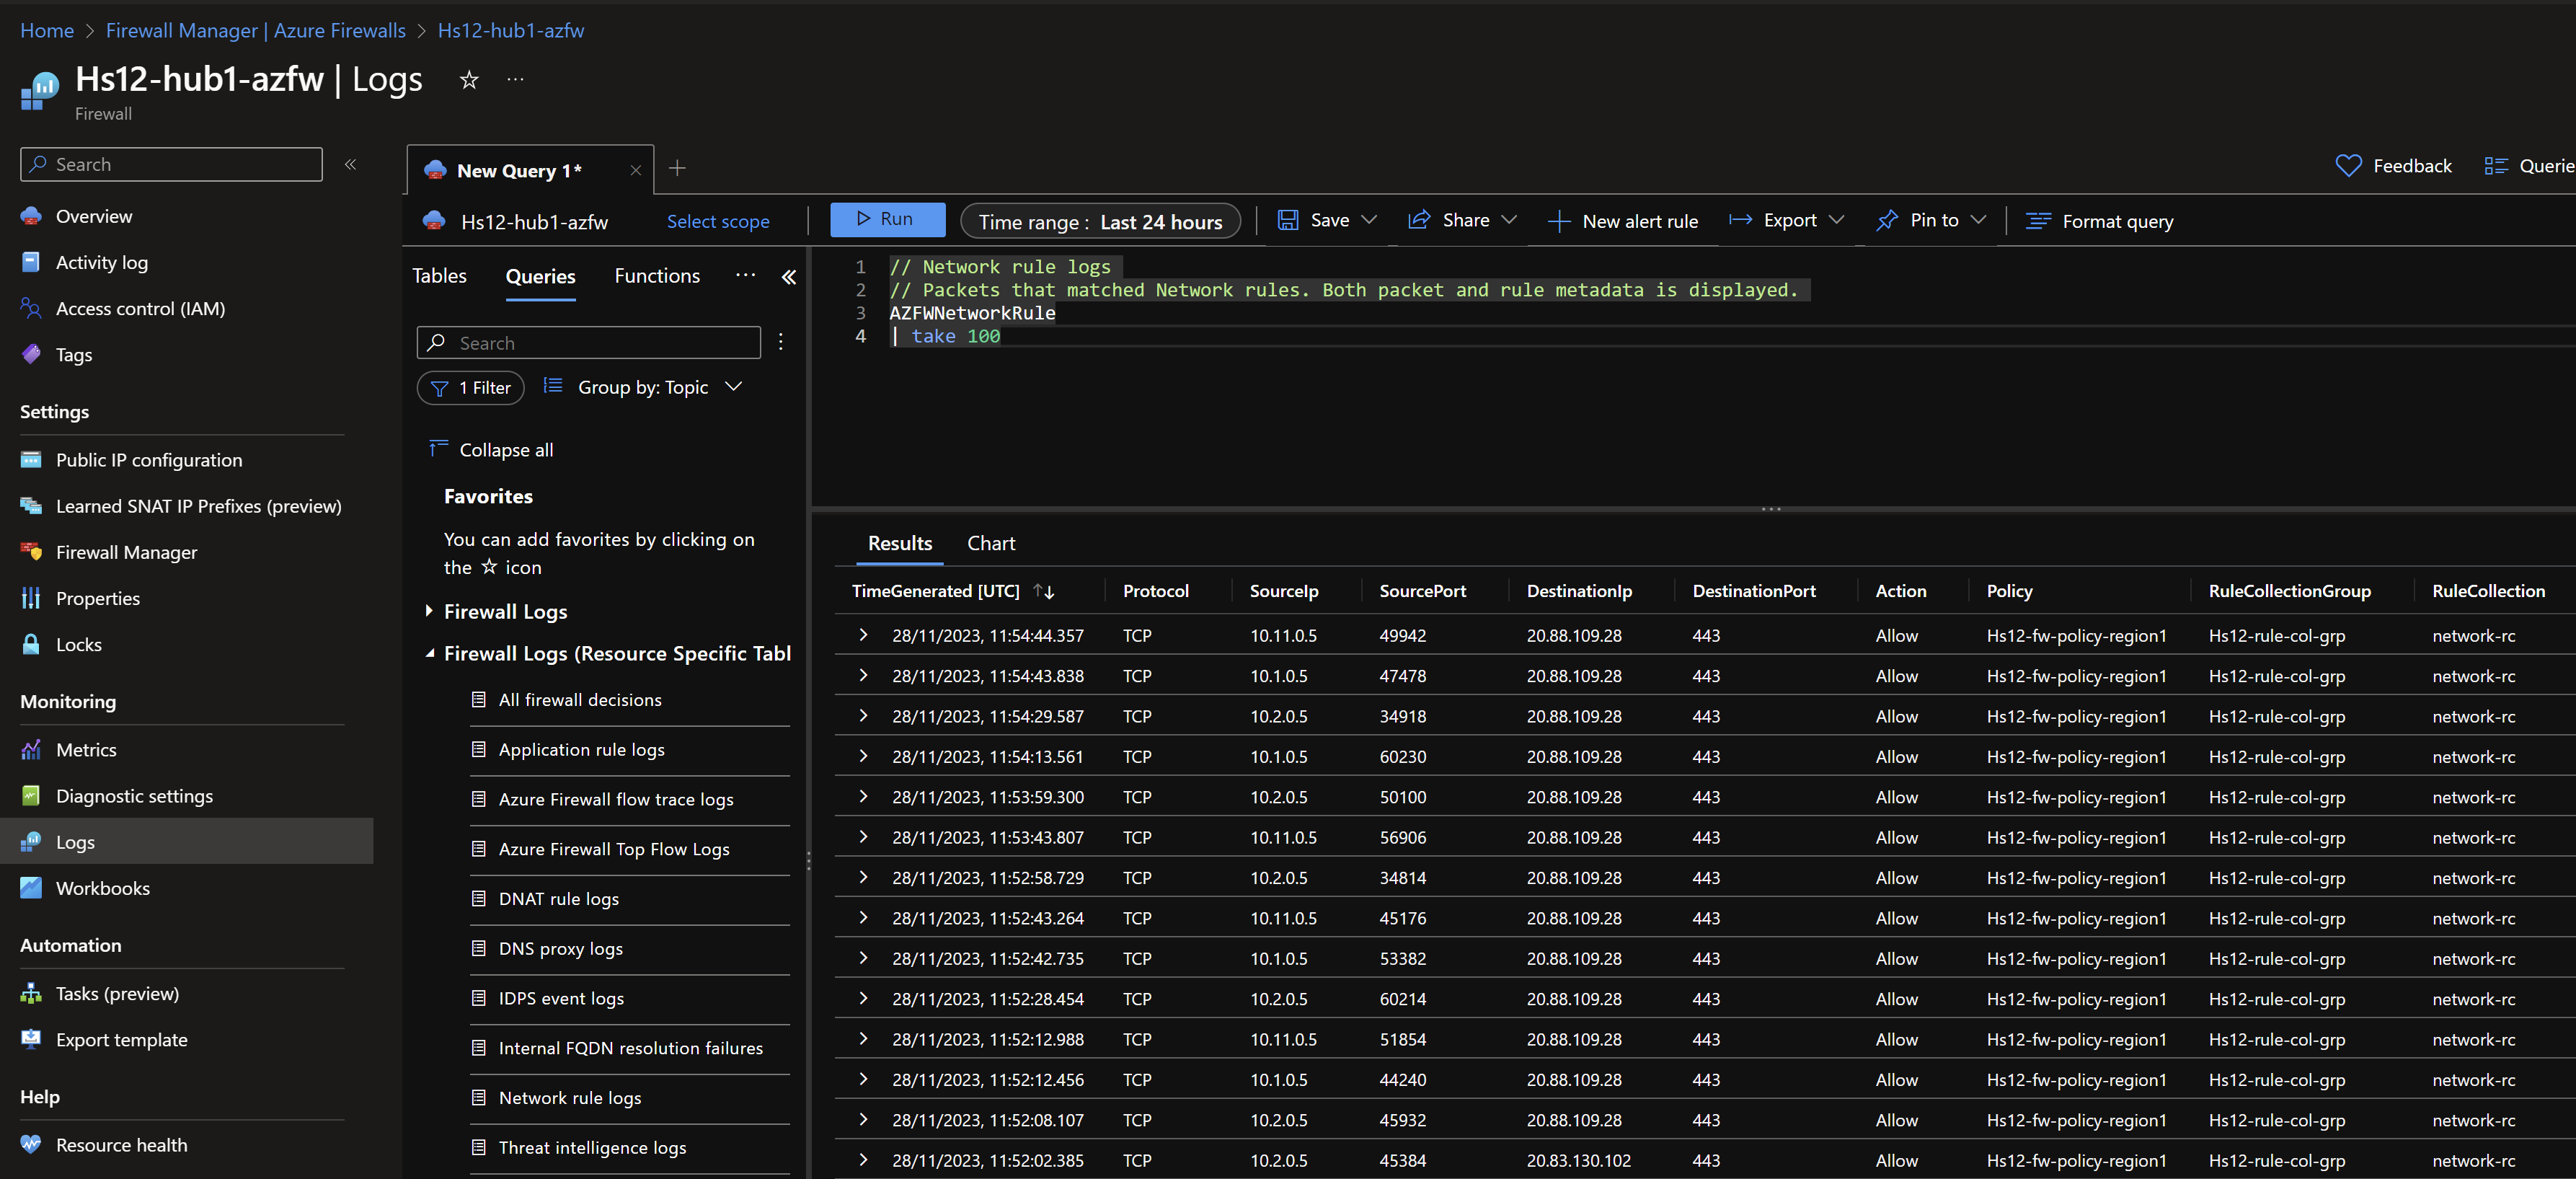 Home > Firewall Manager | Azure Firewalls > Hs12-hub1-azfw
Hs12-hub1-azfw | Logs
Firewall
Search
Overview
Activity log
Access control (IAM)
Tags
Settings
Public IP configuration
Learned SNAT IP Prefixes (preview)
Firewall Manager
Properties
Locks
Monitoring
Metrics
Diagnostic settings
Logs
Workbooks
Automation
Tasks (preview)
Export template
Help
Resource health
New Query 1*
Feedback
Querie
Hs12-hub1-azfw Select scope Run Time range : Last 24 hours Save Share New alert rule Export Pin to Format query
Tables Queries Functions
Search
1 Filter Group by: Topic
Collapse all
Favorites
You can add favorites by clicking on
the ☆ icon
Firewall Logs
Firewall Logs (Resource Specific Tabl
All firewall decisions
Application rule logs
Azure Firewall flow trace logs
Azure Firewall Top Flow Logs
DNAT rule logs
DNS proxy logs
IDPS event logs
Internal FQDN resolution failures
Network rule logs
Threat intelligence logs
1 // Network rule logs
2 // Packets that matched Network rules. Both packet and rule metadata is displayed.
3 AZFWNetworkRule
4 | take 100
Results Chart
TimeGenerated [UTC] Protocol SourceIp SourcePort DestinationIp DestinationPort Action Policy RuleCollectionGroup RuleCollection
28/11/2023, 11:54:44.357 TCP 10.11.0.5 49942 20.88.109.28 443 Allow Hs12-fw-policy-region1 Hs12-rule-col-grp network-rc
28/11/2023, 11:54:43.838 TCP 10.1.0.5 47478 20.88.109.28 443 Allow Hs12-fw-policy-region1 Hs12-rule-col-grp network-rc
28/11/2023, 11:54:29.587 TCP 10.2.0.5 34918 20.88.109.28 443 Allow Hs12-fw-policy-region1 Hs12-rule-col-grp network-rc
28/11/2023, 11:54:13.561 TCP 10.1.0.5 60230 20.88.109.28 443 Allow Hs12-fw-policy-region1 Hs12-rule-col-grp network-rc
28/11/2023, 11:53:59.300 TCP 10.2.0.5 50100 20.88.109.28 443 Allow Hs12-fw-policy-region1 Hs12-rule-col-grp network-rc
28/11/2023, 11:53:43.807 TCP 10.11.0.5 56906 20.88.109.28 443 Allow Hs12-fw-policy-region1 Hs12-rule-col-grp network-rc
28/11/2023, 11:52:58.729 TCP 10.2.0.5 34814 20.88.109.28 443 Allow Hs12-fw-policy-region1 Hs12-rule-col-grp network-rc
28/11/2023, 11:52:43.264 TCP 10.11.0.5 45176 20.88.109.28 443 Allow Hs12-fw-policy-region1 Hs12-rule-col-grp network-rc
28/11/2023, 11:52:42.735 TCP 10.1.0.5 53382 20.88.109.28 443 Allow Hs12-fw-policy-region1 Hs12-rule-col-grp network-rc
28/11/2023, 11:52:28.454 TCP 10.2.0.5 60214 20.88.109.28 443 Allow Hs12-fw-policy-region1 Hs12-rule-col-grp network-rc
28/11/2023, 11:52:12.988 TCP 10.11.0.5 51854 20.88.109.28 443 Allow Hs12-fw-policy-region1 Hs12-rule-col-grp network-rc
28/11/2023, 11:52:12.456 TCP 10.1.0.5 44240 20.88.109.28 443 Allow Hs12-fw-policy-region1 Hs12-rule-col-grp network-rc
28/11/2023, 11:52:08.107 TCP 10.2.0.5 45932 20.88.109.28 443 Allow Hs12-fw-policy-region1 Hs12-rule-col-grp network-rc
28/11/2023, 11:52:02.385 TCP 10.2.0.5 45384 20.83.130.102 443 Allow Hs12-fw-policy-region1 Hs12-rule-col-grp network-rc